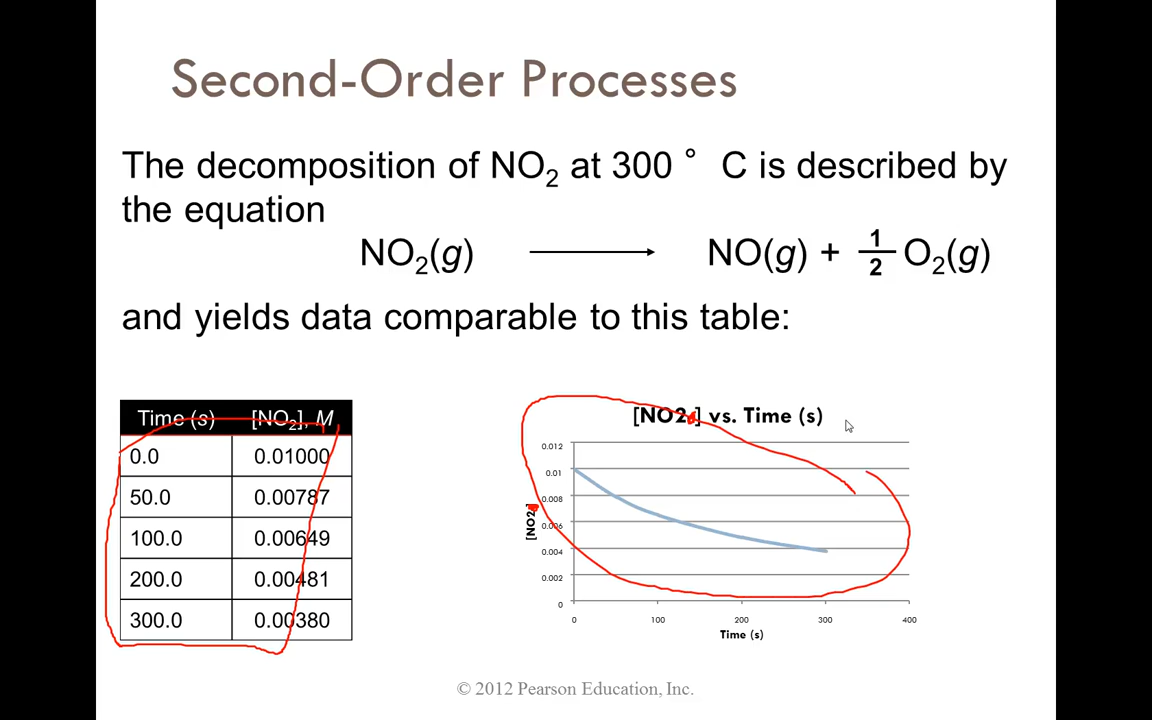 Second-Order Processes
The decomposition of NO2 at 300 ° C is described by
the equation
NO2(g) ⟶ NO(g) + 1/2 O2(g)
and yields data comparable to this table:
Time (s) [NO2], M
0.0 0.01000
50.0 0.00787
100.0 0.00649
200.0 0.00481
300.0 0.00380
[NO2] vs. Time (s)
0.012
0.01
0.008
0.006
0.004
0.002
0
[NO2]
0 100 200 300 400
Time (s)
© 2012 Pearson Education, Inc.